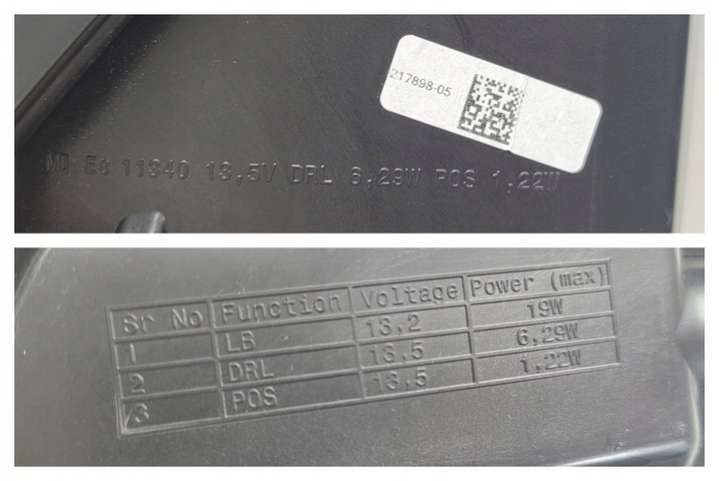 217898-05
MD E8 11340 13,5V DRL 6,29W POS 1,22W
Sr No Function Voltage Power (max)
1 LB 13,2 19W
2 DRL 13.5 6,29W
3 POS 13.5 1,22W